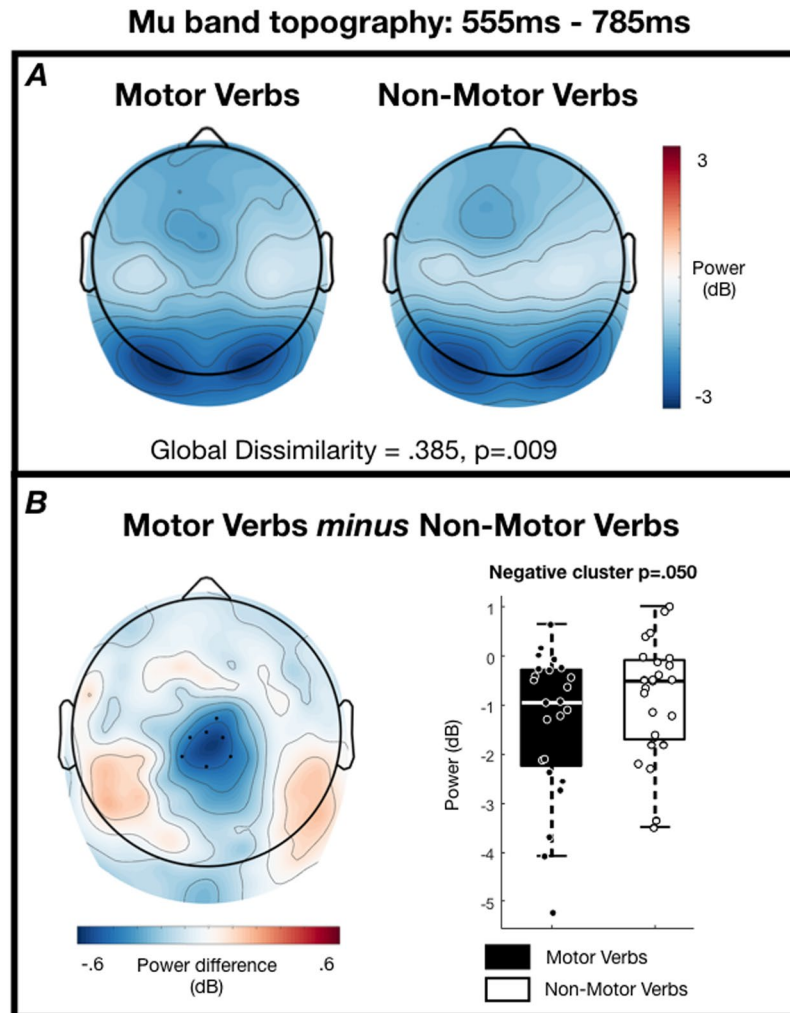 Mu band topography: 555ms - 785ms
A
Motor Verbs
Non-Motor Verbs
3
Power
(dB)
-3
Global Dissimilarity = .385, p=.009
B
Motor Verbs minus Non-Motor Verbs
Negative cluster p=.050
1
0
-1
-2
-3
-4
-5
Power (dB)
-.6
Power difference
(dB)
.6
Motor Verbs
Non-Motor Verbs